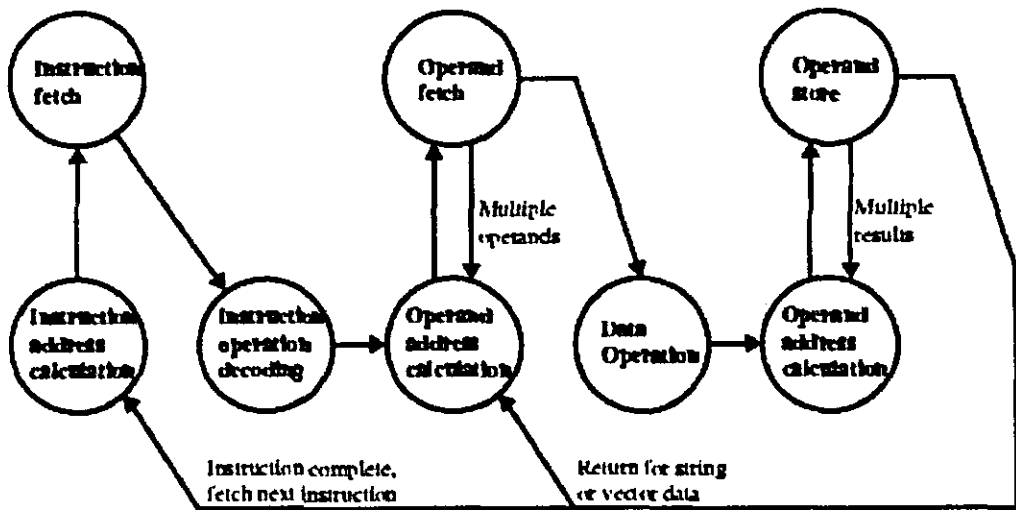 Instruction
fetch
Operand
fetch
Operand
store
Multiple
operands
Multiple
results
Instruction
address
calculation
Instruction
operation
decoding
Operand
address
calculation
Data
Operation
Operand
address
calculation
Instruction complete,
fetch next instruction
Return for string
or vector data